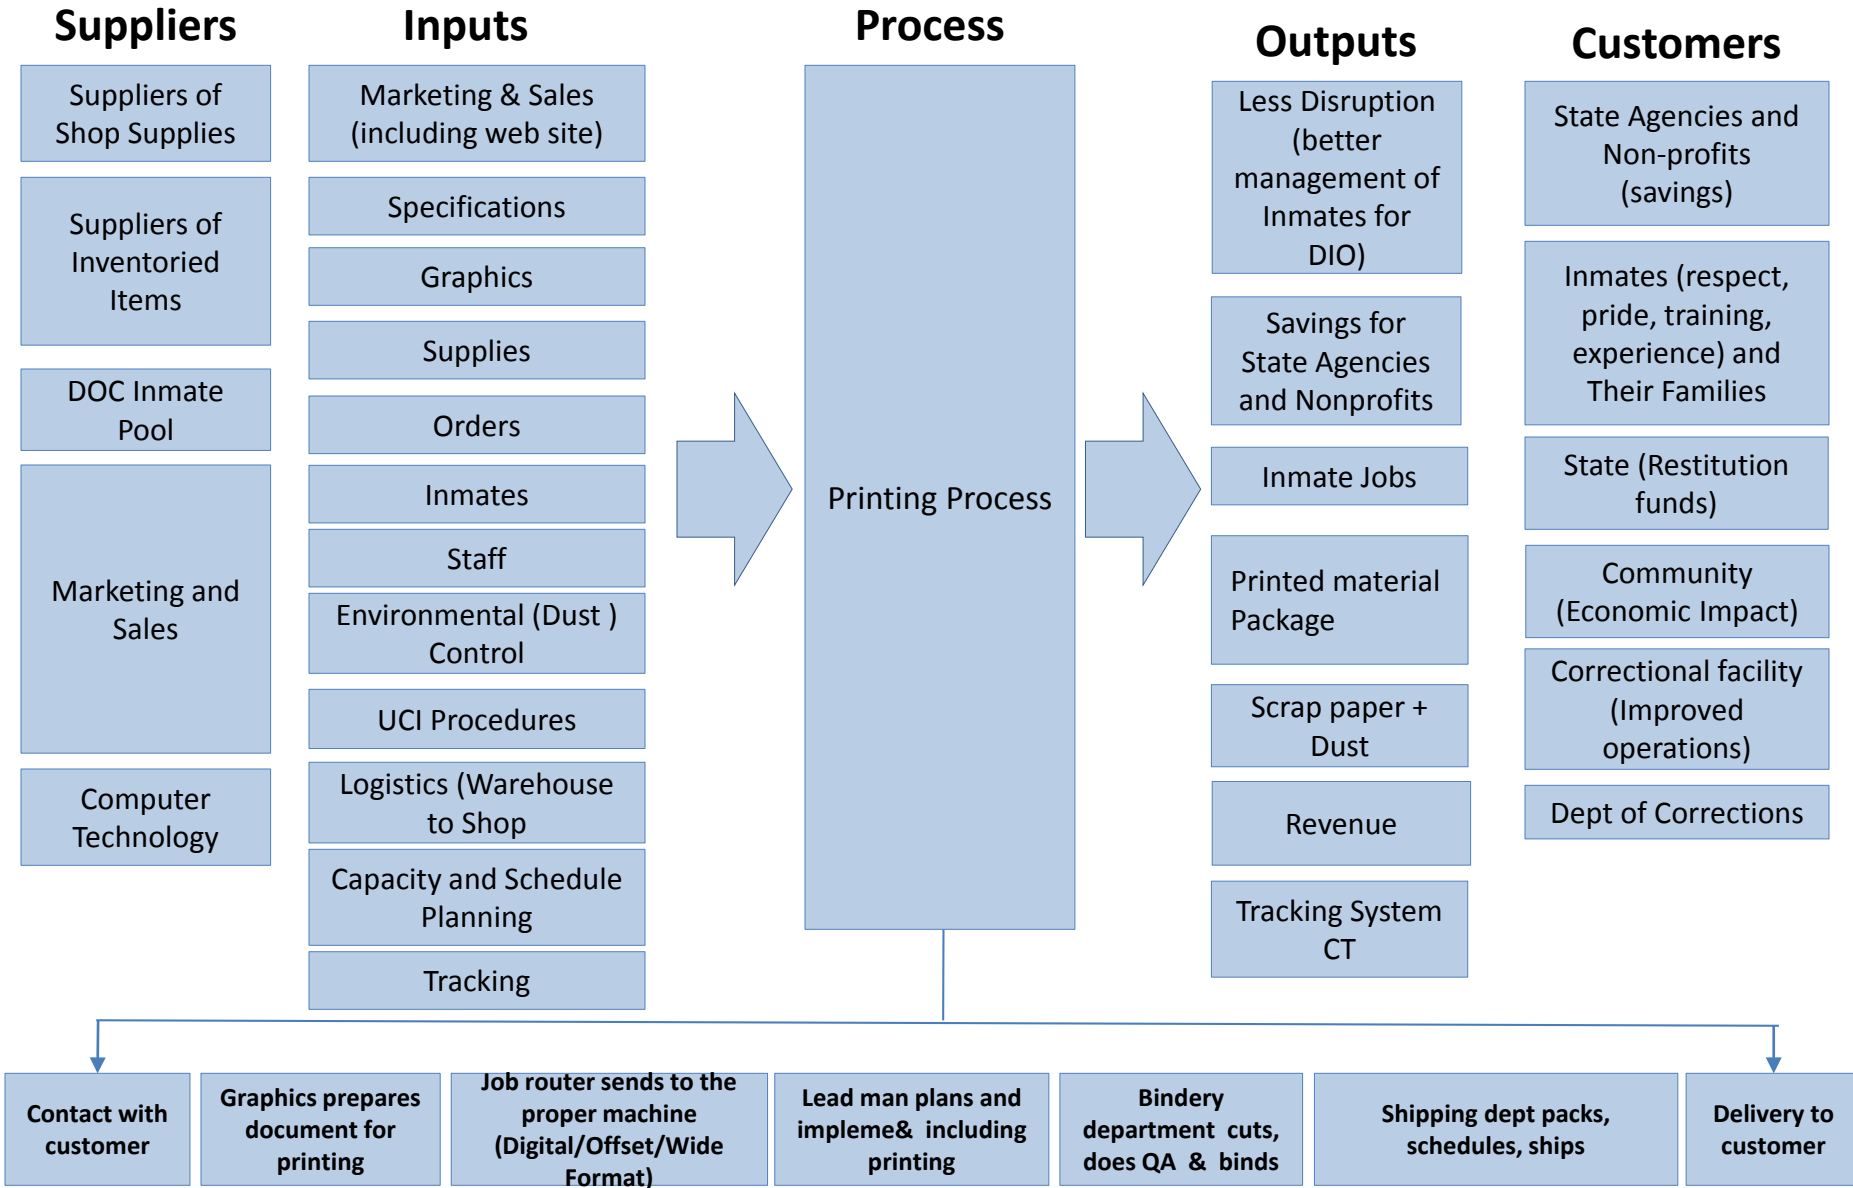 Suppliers
Suppliers of
Shop Supplies
Suppliers of
Inventoried
Items
DOC Inmate
Pool
Marketing and
Sales
Computer
Technology
Inputs
Marketing & Sales
(including web site)
Specifications
Graphics
Supplies
Orders
Inmates
Staff
Environmental (Dust )
Control
UCI Procedures
Logistics (Warehouse
to Shop
Capacity and Schedule
Planning
Tracking
Process
Printing Process
Outputs
Less Disruption
(better
management of
Inmates for
DIO)
Savings for
State Agencies
and Nonprofits
Inmate Jobs
Printed material
Package
Scrap paper +
Dust
Revenue
Tracking System
CT
Customers
State Agencies and
Non-profits
(savings)
Inmates (respect,
pride, training,
experience) and
Their Families
State (Restitution
funds)
Community
(Economic Impact)
Correctional facility
(Improved
operations)
Dept of Corrections
Contact with
customer
Graphics prepares
document for
printing
Job router sends to the
proper machine
(Digital/Offset/Wide
Format)
Lead man plans and
impleme& including
printing
Bindery
department cuts,
does QA & binds
Shipping dept packs,
schedules, ships
Delivery to
customer